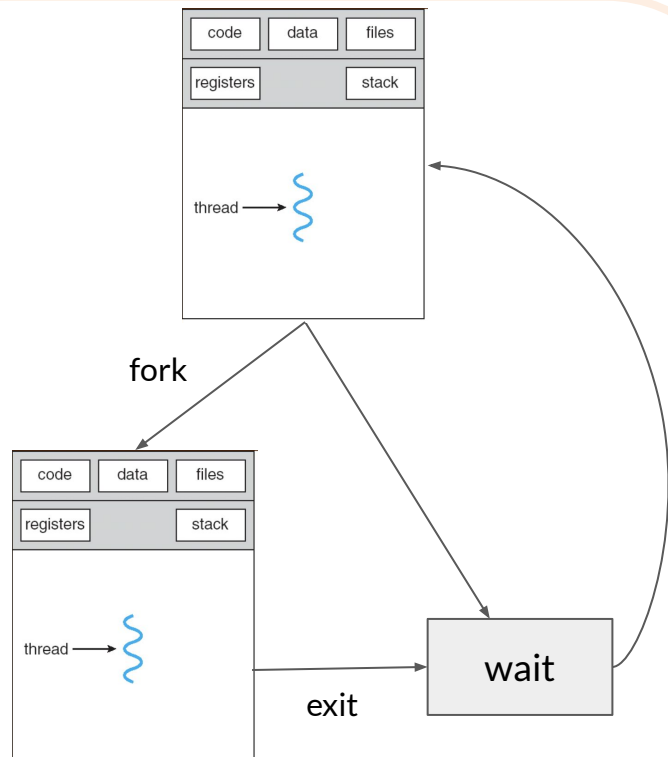 code data files
registers stack
thread
fork
code data files
registers stack
thread
wait
exit